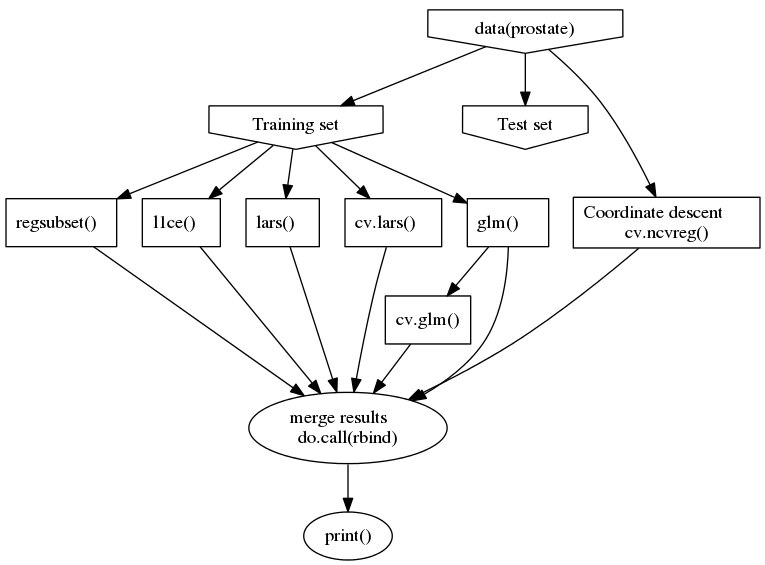 data(prostate)
Training set
Test set
regsubset()
l1ce()
lars()
cv.lars()
glm()
Coordinate descent
cv.ncvreg()
cv.glm()
merge results
do.call(rbind)
print()